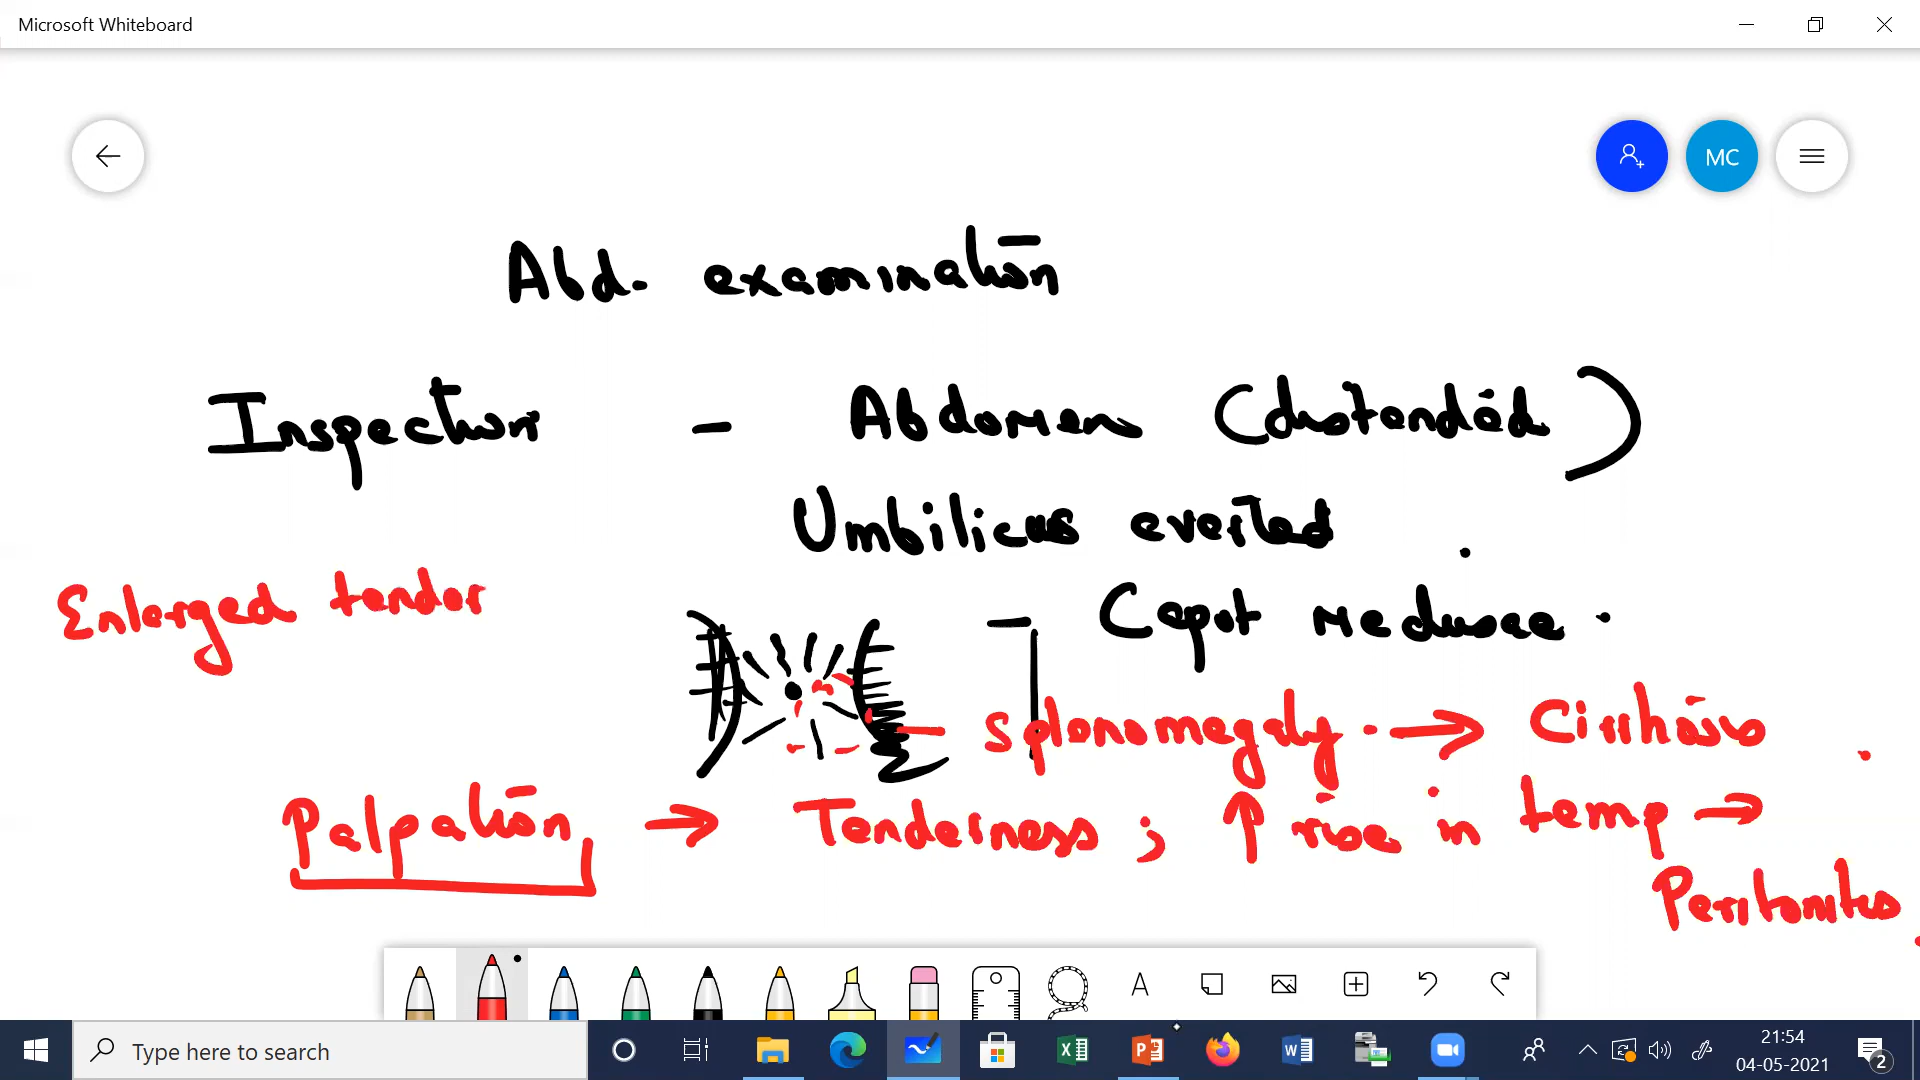 Microsoft Whiteboard
MC
Abd. examination
Inspection - Abdomen (distended)
Umbilicus everted
Enlarged tender
- Caput Medusae.
- Splenomegaly. → Cirrhosis
Palpation → Tenderness ; ↑ rise in temp →
Peritonitis
A
Type here to search
21:54
04-05-2021
2